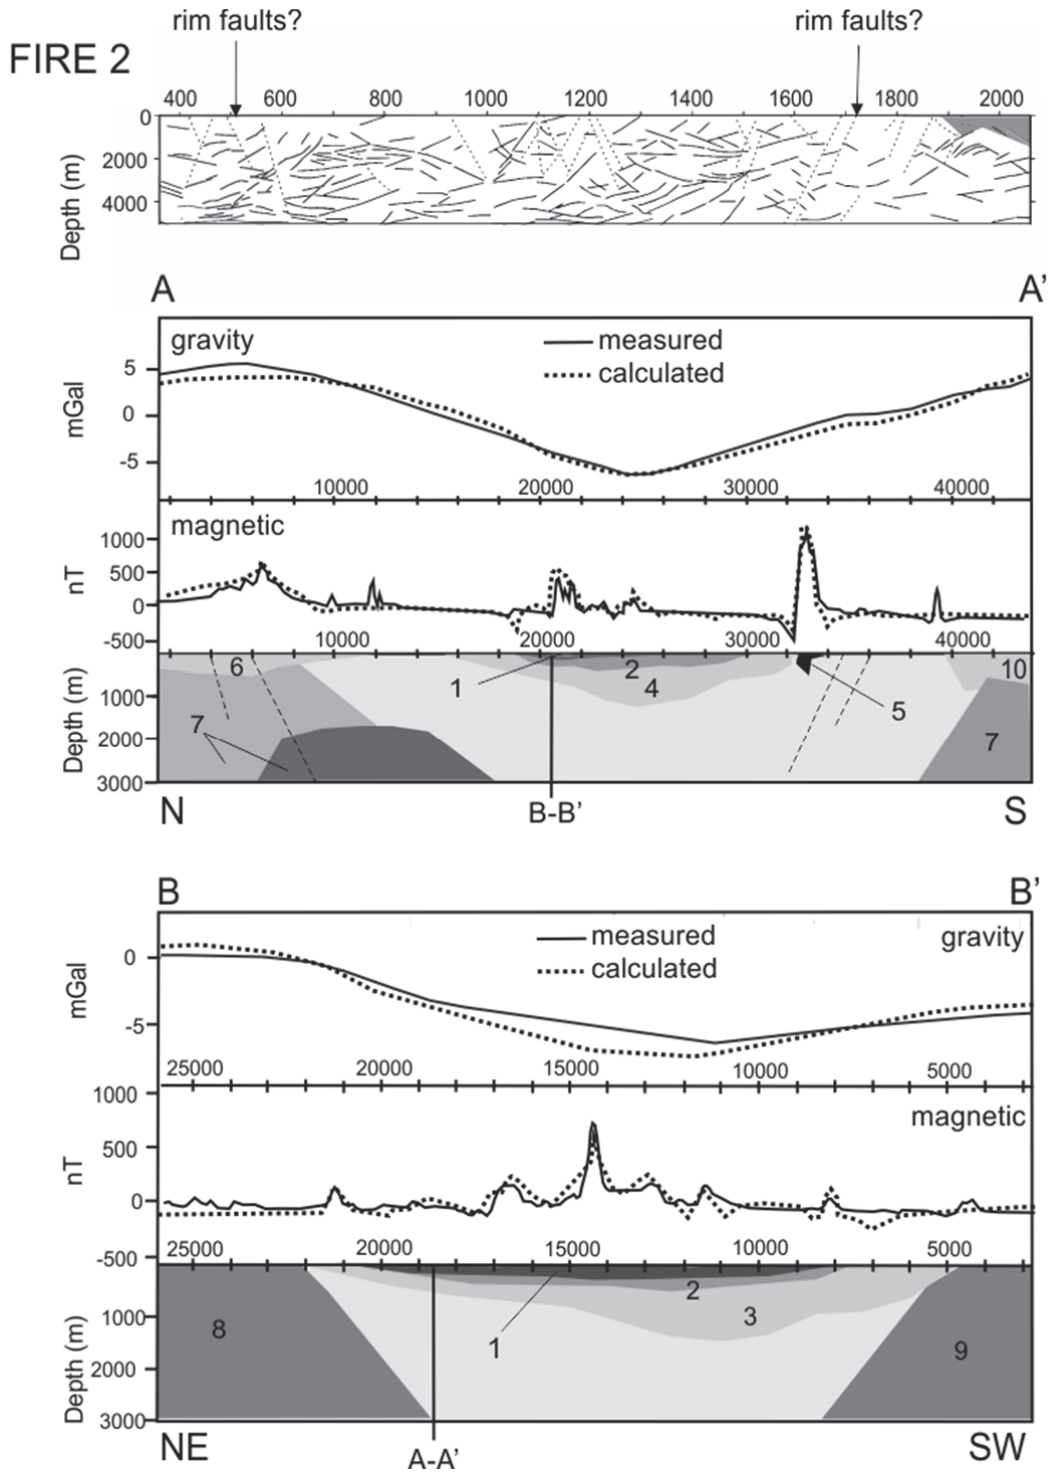 rim faults? rim faults?
FIRE 2
400 600 800 1000 1200 1400 1600 1800 2000
0
2000
4000
Depth (m)
A A’
gravity
measured
calculated
5
0
-5
mGal
10000 20000 30000 40000
magnetic
1000
500
0
-500
nT
10000 20000 30000 40000
6 1 2 4 5 10
7 7
1000
2000
3000
Depth (m)
N S
B-B’
B B’
measured gravity
calculated
0
-5
mGal
25000 20000 15000 10000 5000
1000
magnetic
500
0
-500
nT
25000 20000 15000 10000 5000
8 1 2 3 9
1000
2000
3000
Depth (m)
NE SW
A-A’